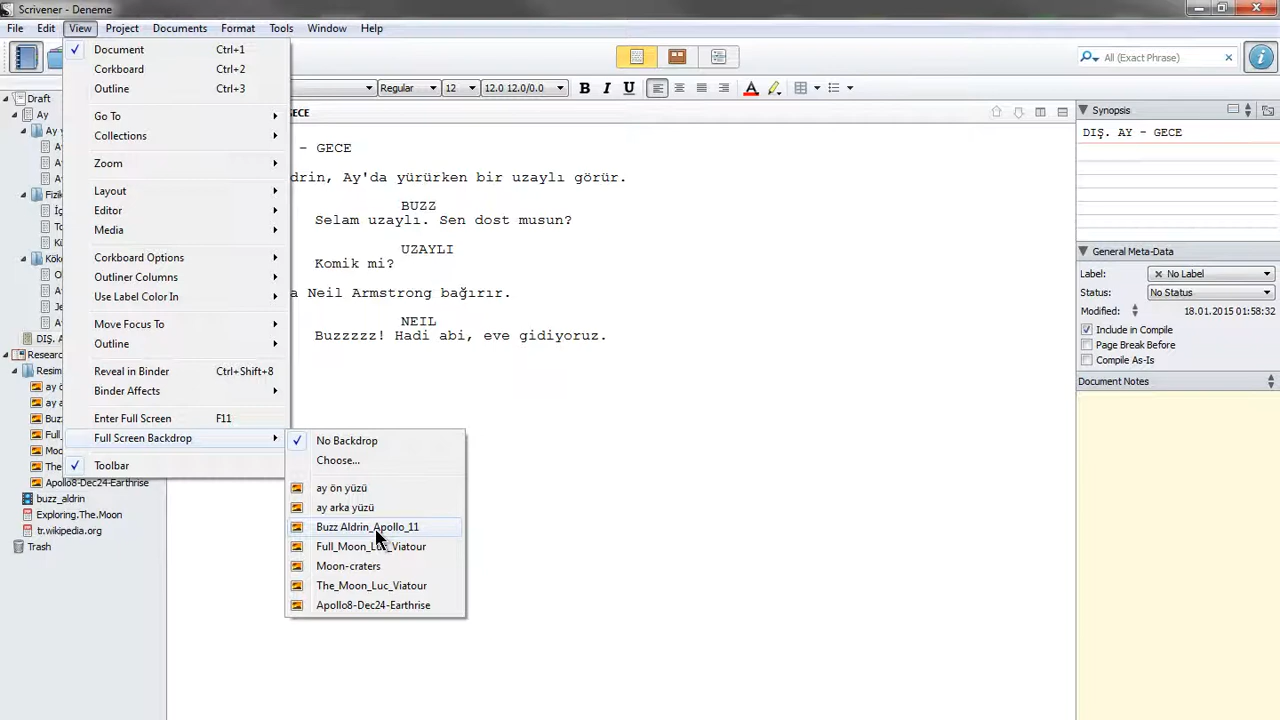 Scrivener - Deneme
File Edit View Project Documents Format Tools Window Help
Document Ctrl+1
Corkboard Ctrl+2
Outline Ctrl+3
Go To
Collections
Zoom
Layout
Editor
Media
Corkboard Options
Outliner Columns
Use Label Color In
Move Focus To
Outline
Reveal in Binder Ctrl+Shift+8
Binder Affects
Enter Full Screen F11
Full Screen Backdrop
Toolbar
No Backdrop
Choose...
ay ön yüzü
ay arka yüzü
Buzz Aldrin_Apollo_11
Full_Moon_Luc_Viatour
Moon-craters
The_Moon_Luc_Viatour
Apollo8-Dec24-Earthrise
Draft
Ay
Research
Apollo8-Dec24-Earthrise
buzz_aldrin
Exploring.The.Moon
tr.wikipedia.org
Trash
All (Exact Phrase)
Regular 12 12.0 12.0/0.0 B I U A
- GECE
BUZZ
Selam uzaylı. Sen dost musun?
UZAYLI
Komik mi?
Neil Armstrong bağırır.
NEIL
Buzzzzz! Hadi abi, eve gidiyoruz.
Ay'da yürürken bir uzaylı görür.
Synopsis
DIŞ. AY - GECE
General Meta-Data
Label: No Label
Status: No Status
Modified: 18.01.2015 01:58:32
Include in Compile
Page Break Before
Compile As-Is
Document Notes